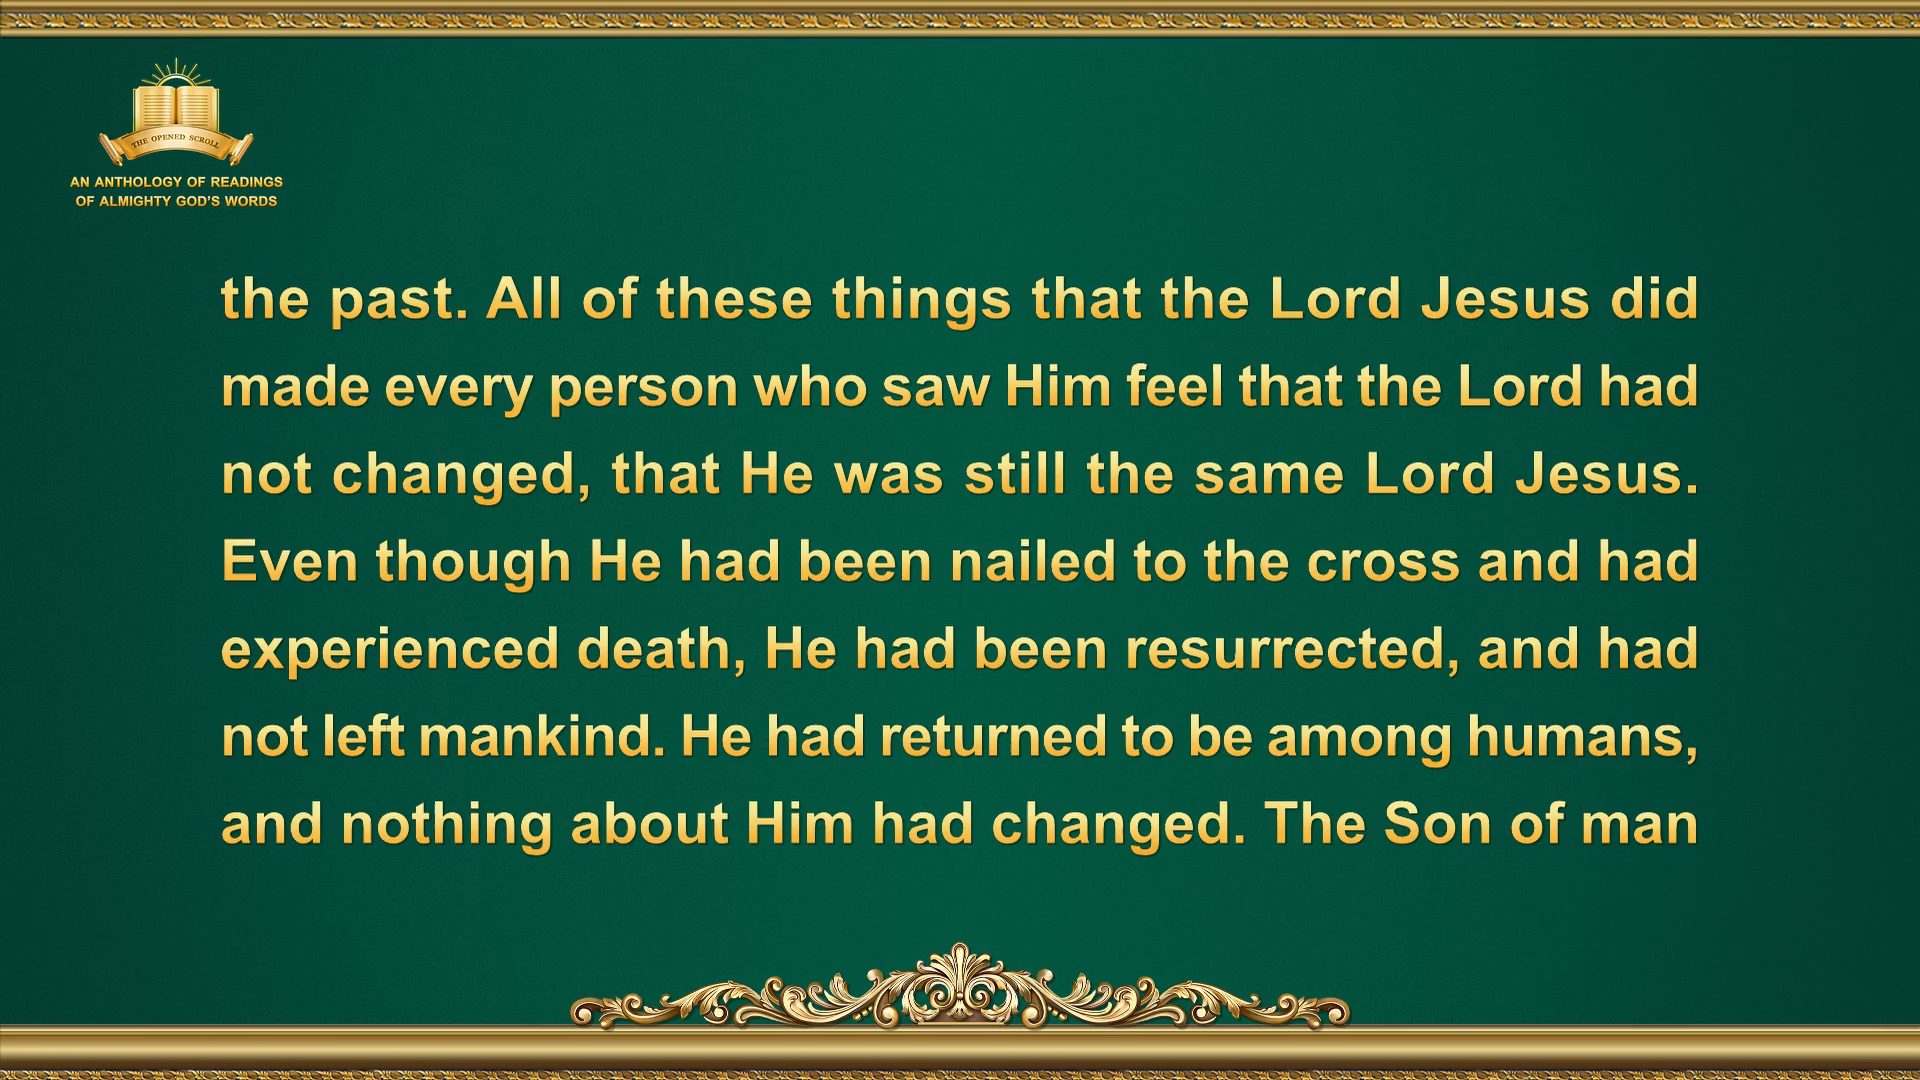 THE OPENED SCROLL
AN ANTHOLOGY OF READINGS
OF ALMIGHTY GOD'S WORDS
the past. All of these things that the Lord Jesus did
made every person who saw Him feel that the Lord had
not changed, that He was still the same Lord Jesus.
Even though He had been nailed to the cross and had
experienced death, He had been resurrected, and had
not left mankind. He had returned to be among humans,
and nothing about Him had changed. The Son of man